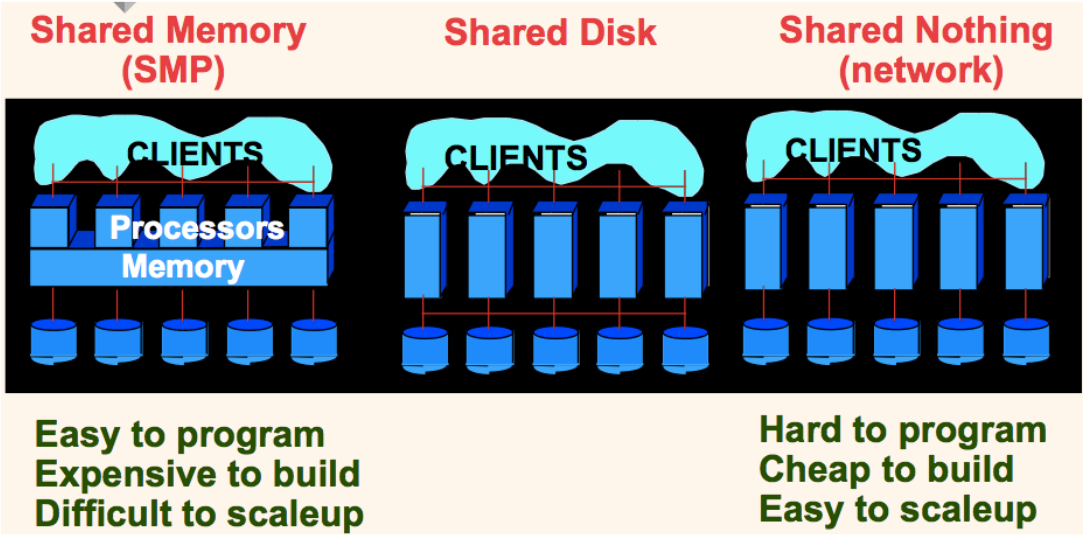 Shared Memory
(SMP)
CLIENTS
Processors
Memory
Easy to program
Expensive to build
Difficult to scaleup
Shared Disk
CLIENTS
Shared Nothing
(network)
CLIENTS
Hard to program
Cheap to build
Easy to scaleup